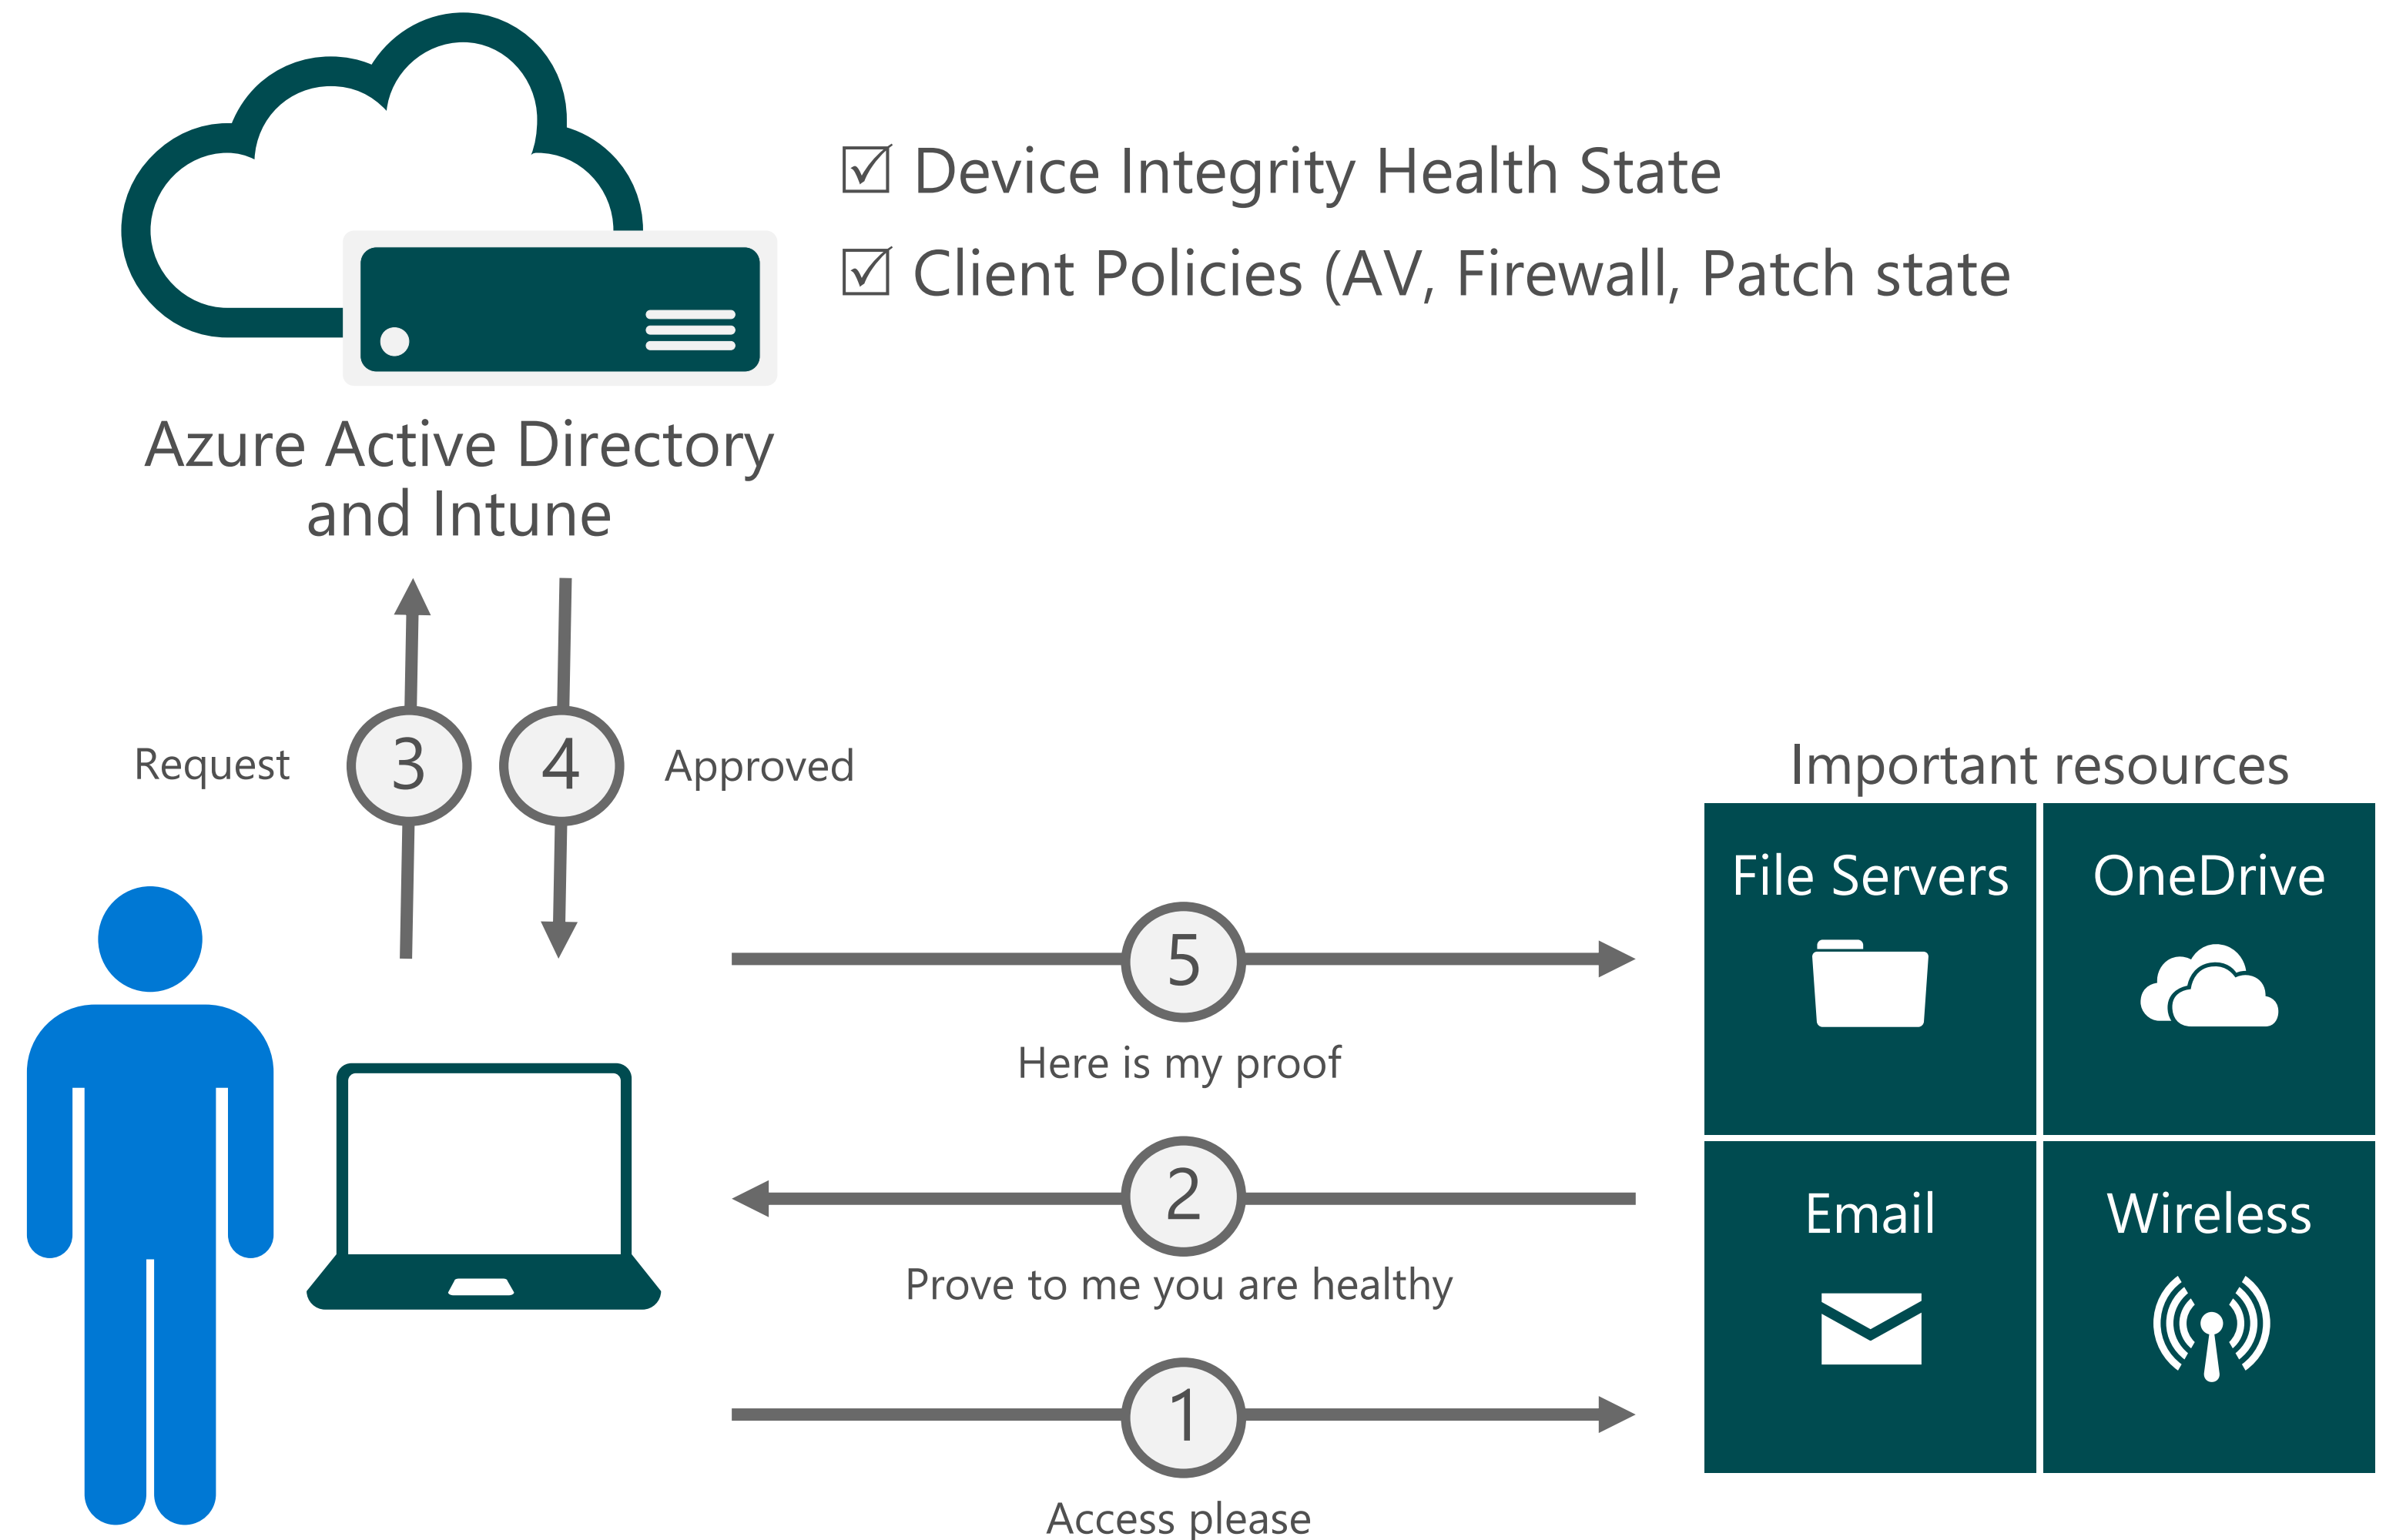 ☑ Device Integrity Health State
☑ Client Policies (AV, Firewall, Patch state
Azure Active Directory
and Intune
Request
3
4
Approved
Important resources
File Servers
OneDrive
5
Here is my proof
2
Prove to me you are healthy
Email
Wireless
1
Access please